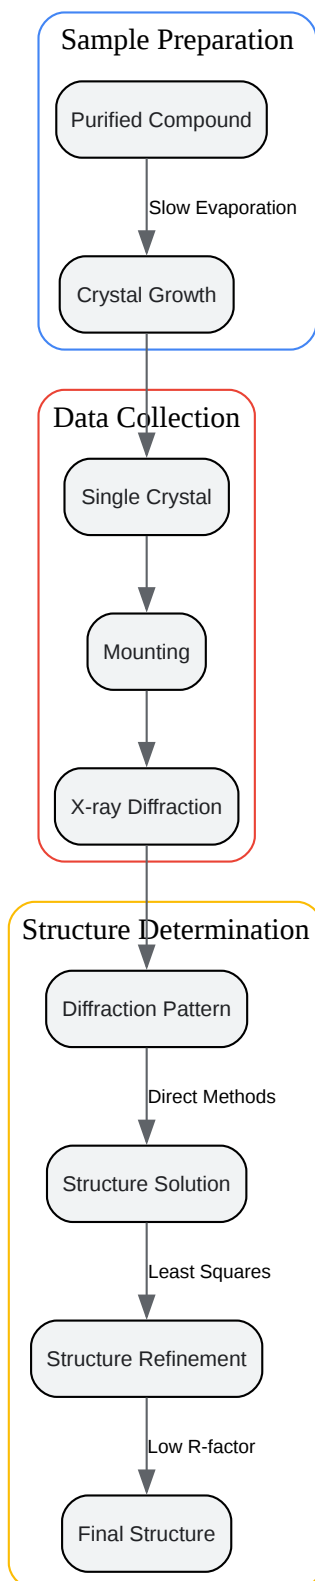 Sample Preparation
Purified Compound
Slow Evaporation
Crystal Growth
Data Collection
Single Crystal
Mounting
X-ray Diffraction
Structure Determination
Diffraction Pattern
Direct Methods
Structure Solution
Least Squares
Structure Refinement
Low R-factor
Final Structure